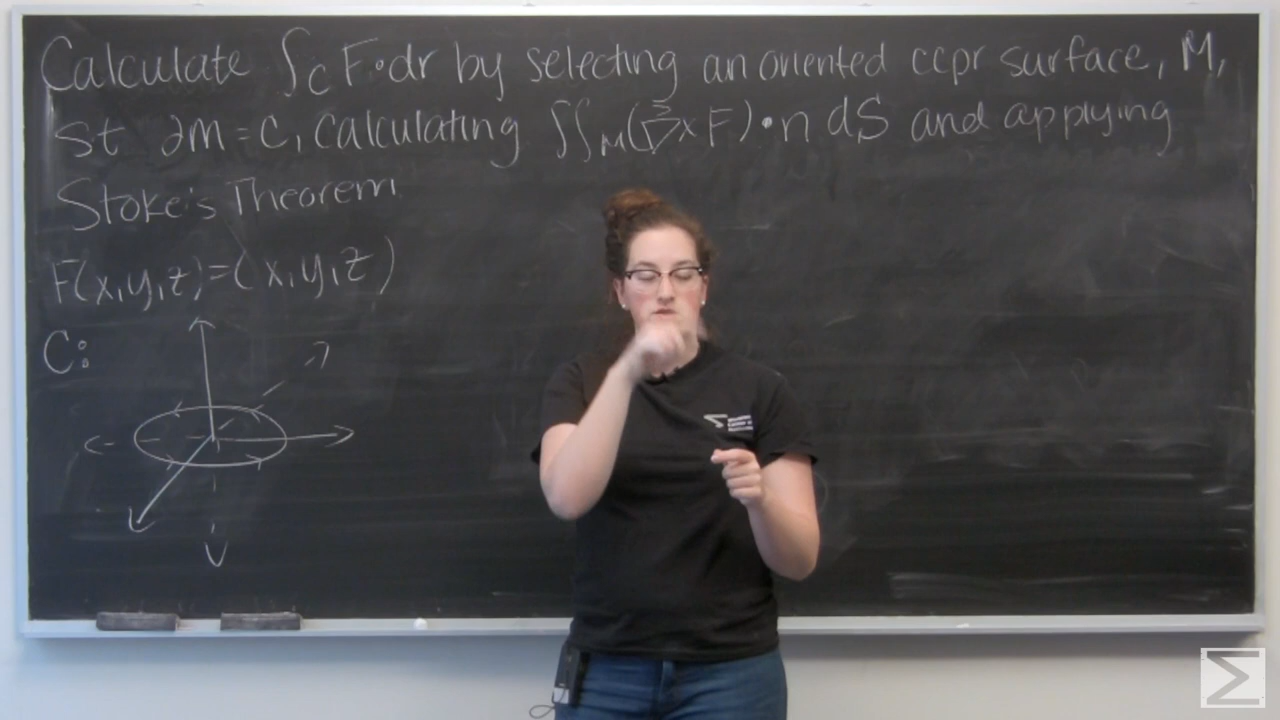 Calculate ∫C F•dr by selecting an oriented ccpr surface, M,
st ∂M=C, calculating ∬M(∇⃗×F)•n dS and applying
Stoke's Theorem.
F(x,y,z)=(x,y,z)
C:
Σ